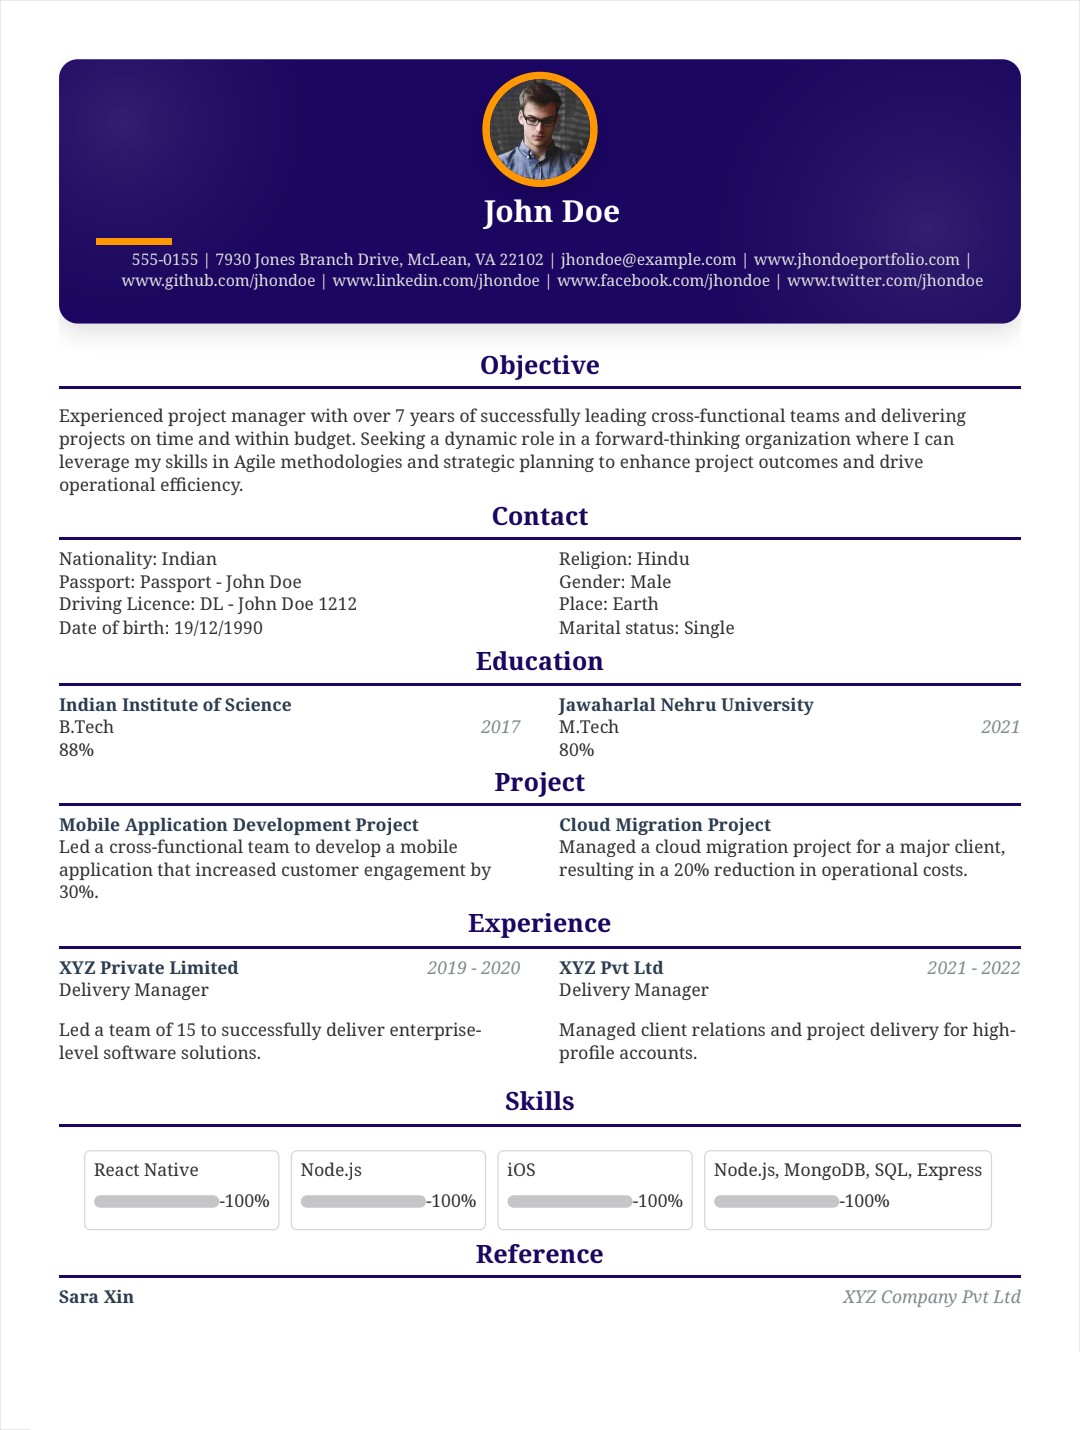 John Doe
555-0155 | 7930 Jones Branch Drive, McLean, VA 22102 | jhondoe@example.com | www.jhondoeportfolio.com |
www.github.com/jhondoe | www.linkedin.com/jhondoe | www.facebook.com/jhondoe | www.twitter.com/jhondoe
Objective
Experienced project manager with over 7 years of successfully leading cross-functional teams and delivering
projects on time and within budget. Seeking a dynamic role in a forward-thinking organization where I can
leverage my skills in Agile methodologies and strategic planning to enhance project outcomes and drive
operational efficiency.
Contact
Nationality: Indian
Passport: Passport - John Doe
Driving Licence: DL - John Doe 1212
Date of birth: 19/12/1990
Religion: Hindu
Gender: Male
Place: Earth
Marital status: Single
Education
Indian Institute of Science
B.Tech 2017
88%
Jawaharlal Nehru University
M.Tech 2021
80%
Project
Mobile Application Development Project
Led a cross-functional team to develop a mobile
application that increased customer engagement by
30%.
Cloud Migration Project
Managed a cloud migration project for a major client,
resulting in a 20% reduction in operational costs.
Experience
XYZ Private Limited 2019 - 2020
Delivery Manager
Led a team of 15 to successfully deliver enterprise-
level software solutions.
XYZ Pvt Ltd 2021 - 2022
Delivery Manager
Managed client relations and project delivery for high-
profile accounts.
Skills
React Native
-100%
Node.js
-100%
iOS
-100%
Node.js, MongoDB, SQL, Express
-100%
Reference
Sara Xin XYZ Company Pvt Ltd